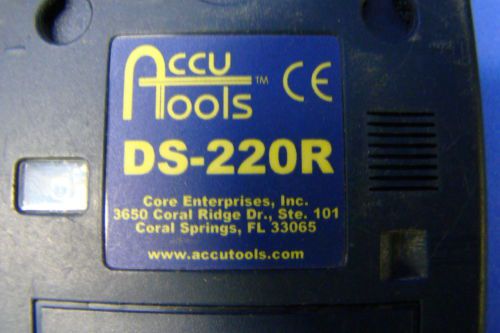 Accu
Tools™ CE
DS-220R
Core Enterprises, Inc.
3650 Coral Ridge Dr., Ste. 101
Coral Springs, FL 33065
www.accutools.com